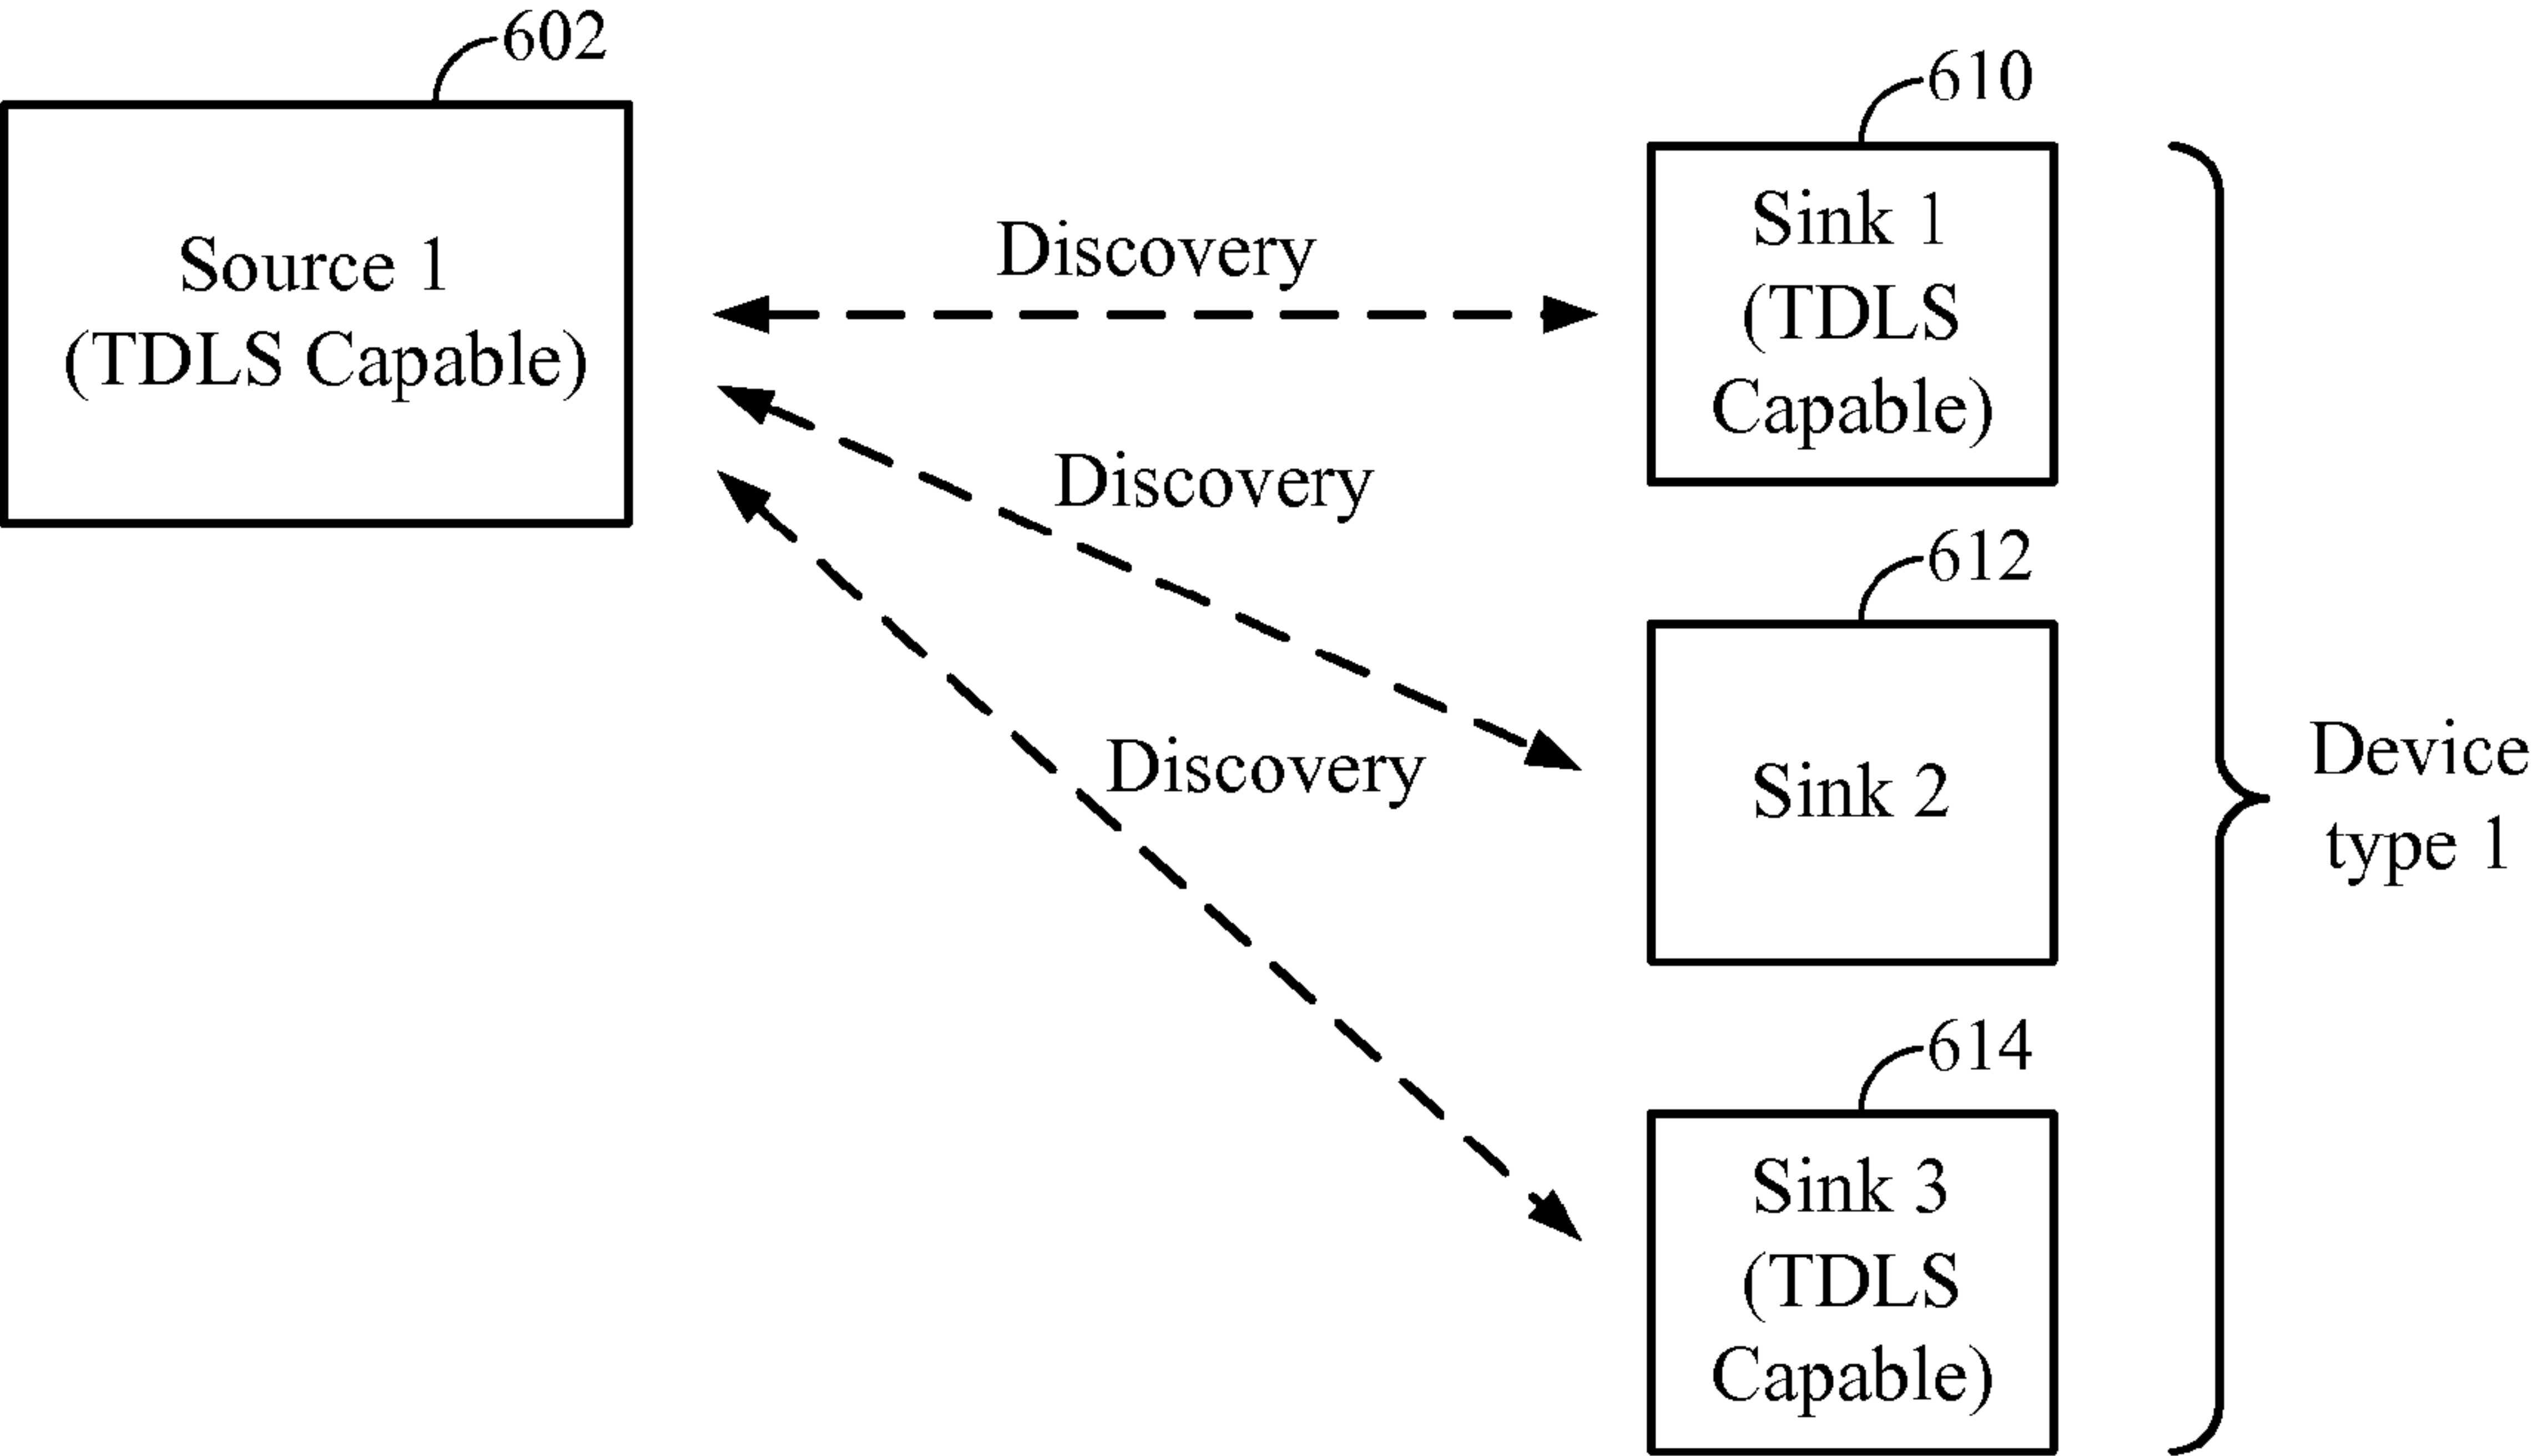 602
Source 1
(TDLS Capable)
Discovery
Discovery
Discovery
610
Sink 1
(TDLS
Capable)
612
Sink 2
614
Sink 3
(TDLS
Capable)
Device
type 1